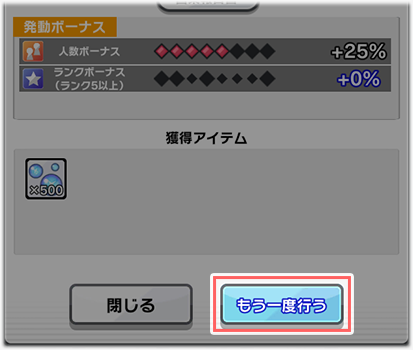 発動ボーナス
人数ボーナス
+25%
ランクボーナス
(ランク5以上)
+0%
獲得アイテム
×500
閉じる
もう一度行う